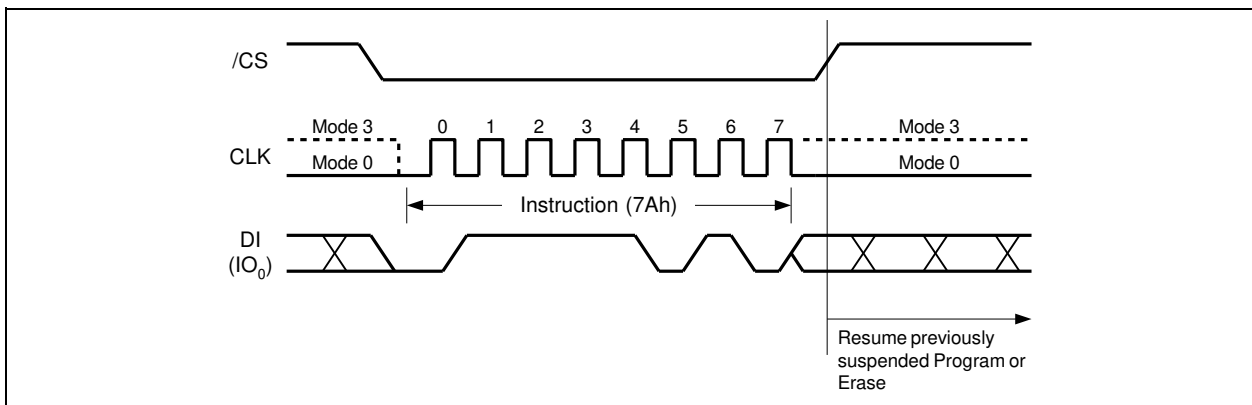 /CS
Mode 3 0 1 2 3 4 5 6 7 Mode 3
CLK
Mode 0 Mode 0
Instruction (7Ah)
DI
(IO0)
Resume previously
suspended Program or
Erase